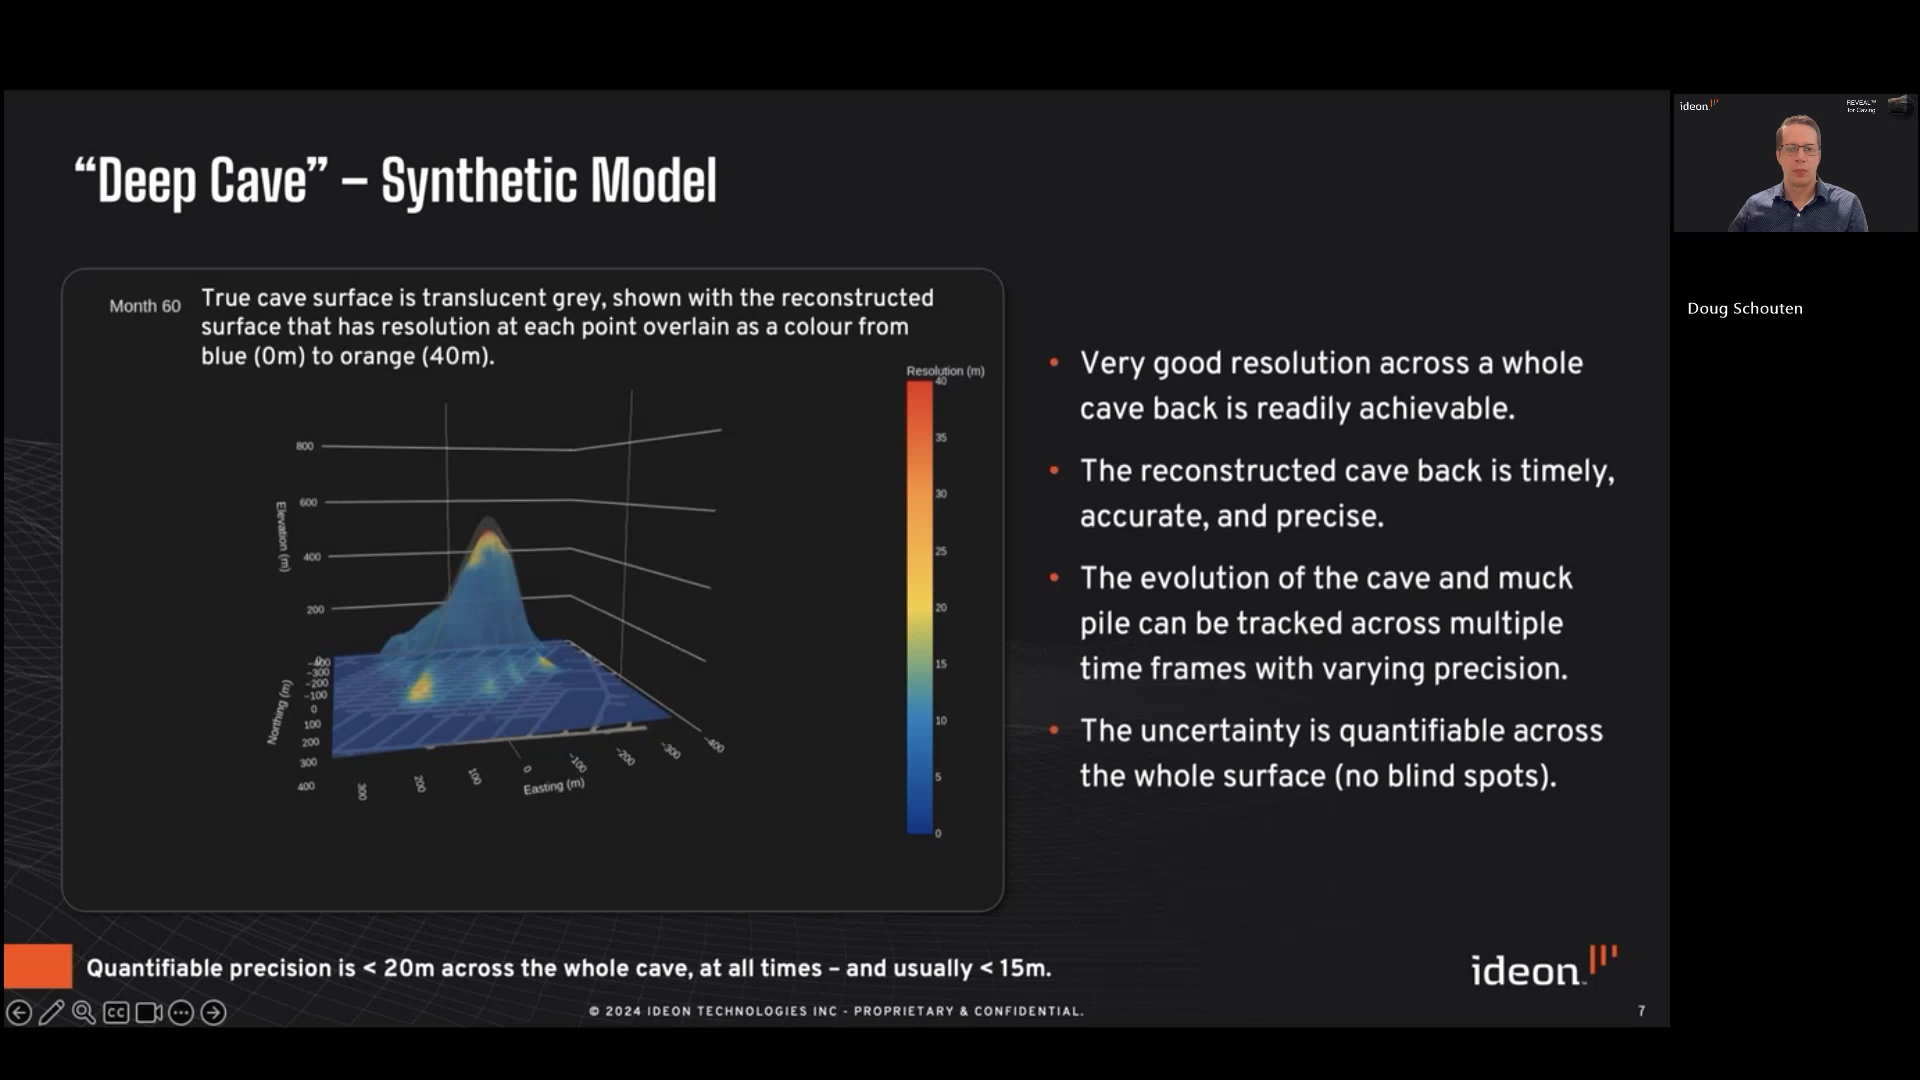 “Deep Cave” – Synthetic Model
Month 60
True cave surface is translucent grey, shown with the reconstructed
surface that has resolution at each point overlain as a colour from
blue (0m) to orange (40m).
Resolution (m)
40
35
30
25
20
15
10
5
0
800
600
400
200
0
Elevation (m)
−400
−300
−200
−100
0
100
200
300
400
Northing (m)
300
200
100
0
−100
−200
−300
−400
Easting (m)
• Very good resolution across a whole
cave back is readily achievable.
• The reconstructed cave back is timely,
accurate, and precise.
• The evolution of the cave and muck
pile can be tracked across multiple
time frames with varying precision.
• The uncertainty is quantifiable across
the whole surface (no blind spots).
Quantifiable precision is < 20m across the whole cave, at all times – and usually < 15m.
ideon™
CC
© 2024 IDEON TECHNOLOGIES INC - PROPRIETARY & CONFIDENTIAL.
7
ideon
REVEAL™
for Caving
Doug Schouten